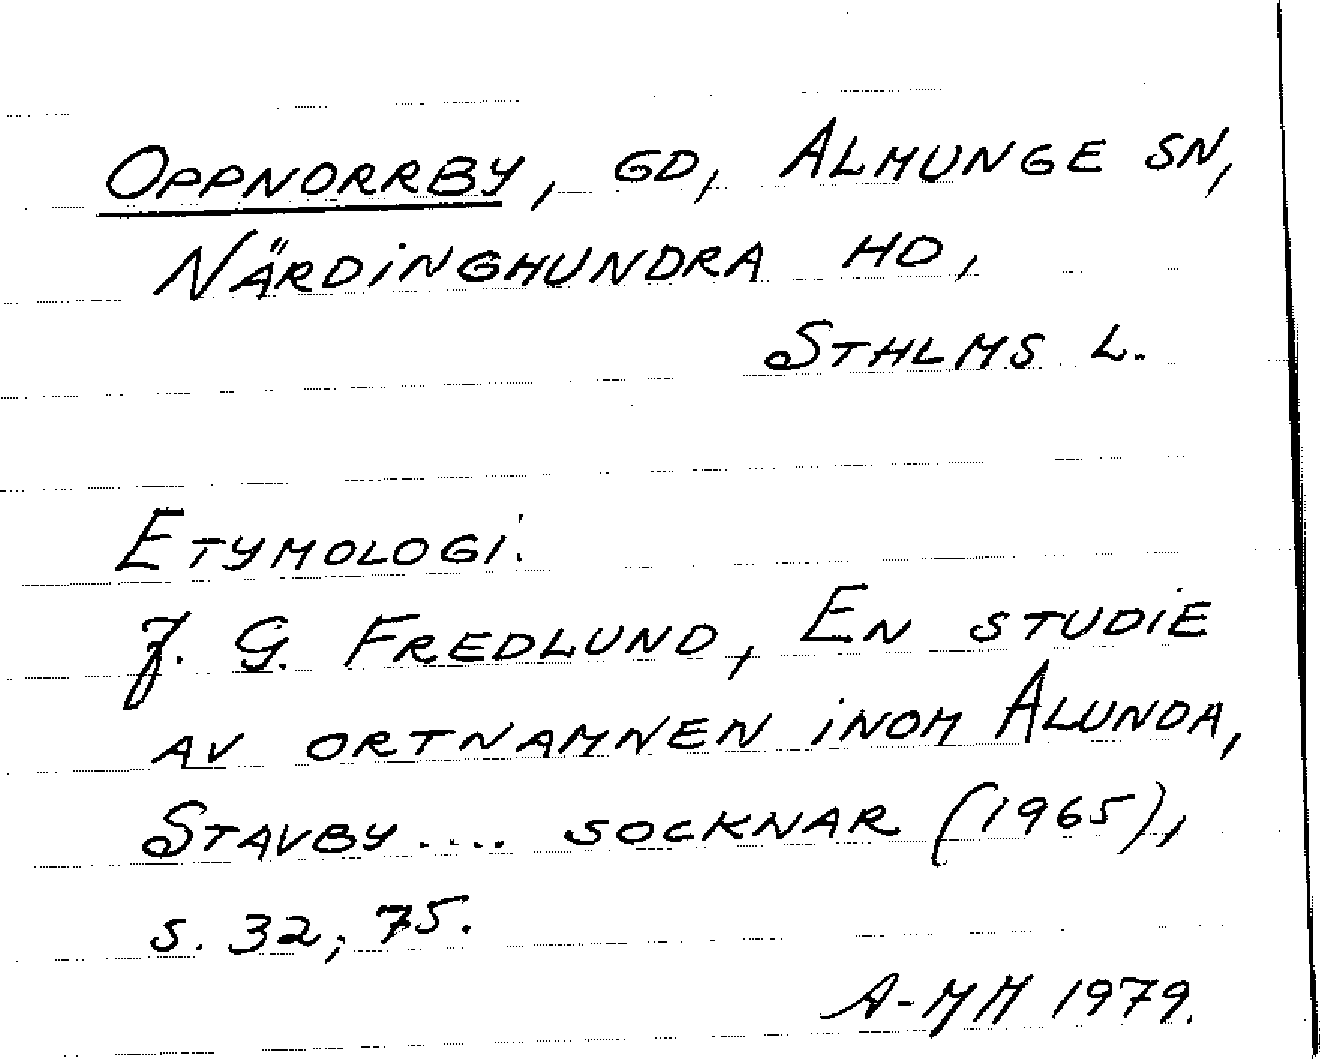 OPPNORRBY, GD, ALMUNGE SN,
NÄRDINGHUNDRA HD,
STHLMS L.
ETYMOLOGI:
J. G. FREDLUND, EN STUDIE
AV ORTNAMNEN INOM ALUNDA,
STAVBY .... SOCKNAR (1965),
S. 32, 75.
A-MM 1979.